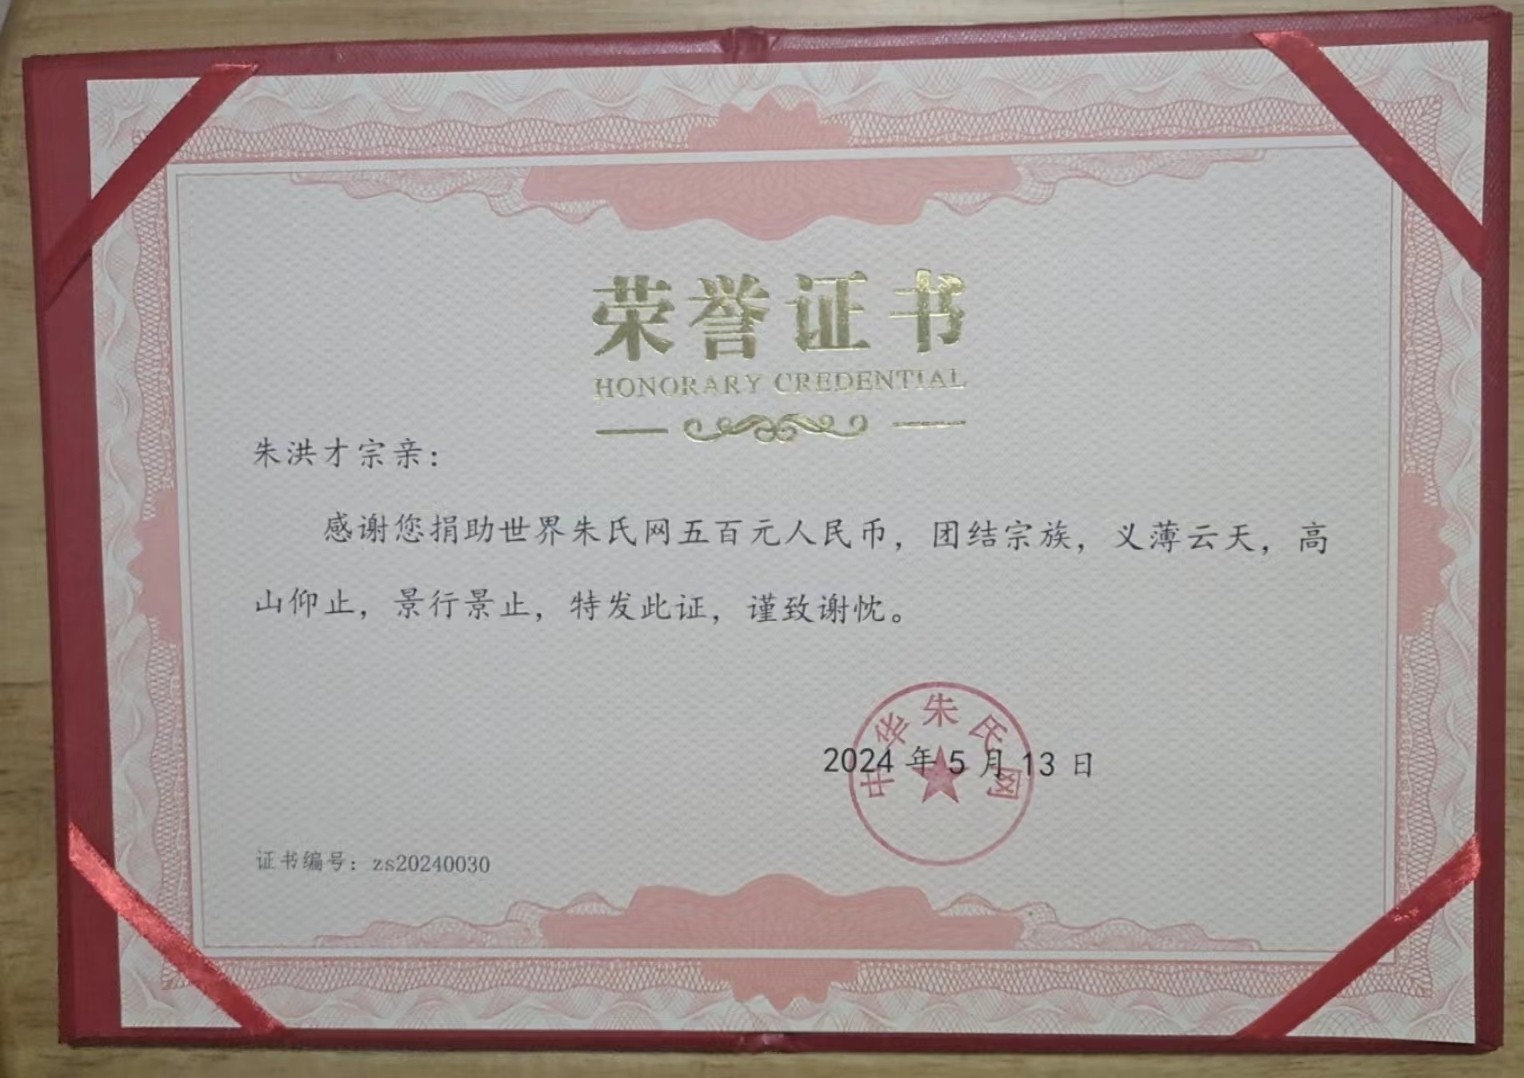 荣誉证书
HONORARY CREDENTIAL
朱洪才宗亲：
感谢您捐助世界朱氏网五百元人民币，团结宗族，义薄云天，高
山仰止，景行景止，特发此证，谨致谢忱。
中华朱氏网
2024 年 5 月 13 日
证书编号：zs20240030